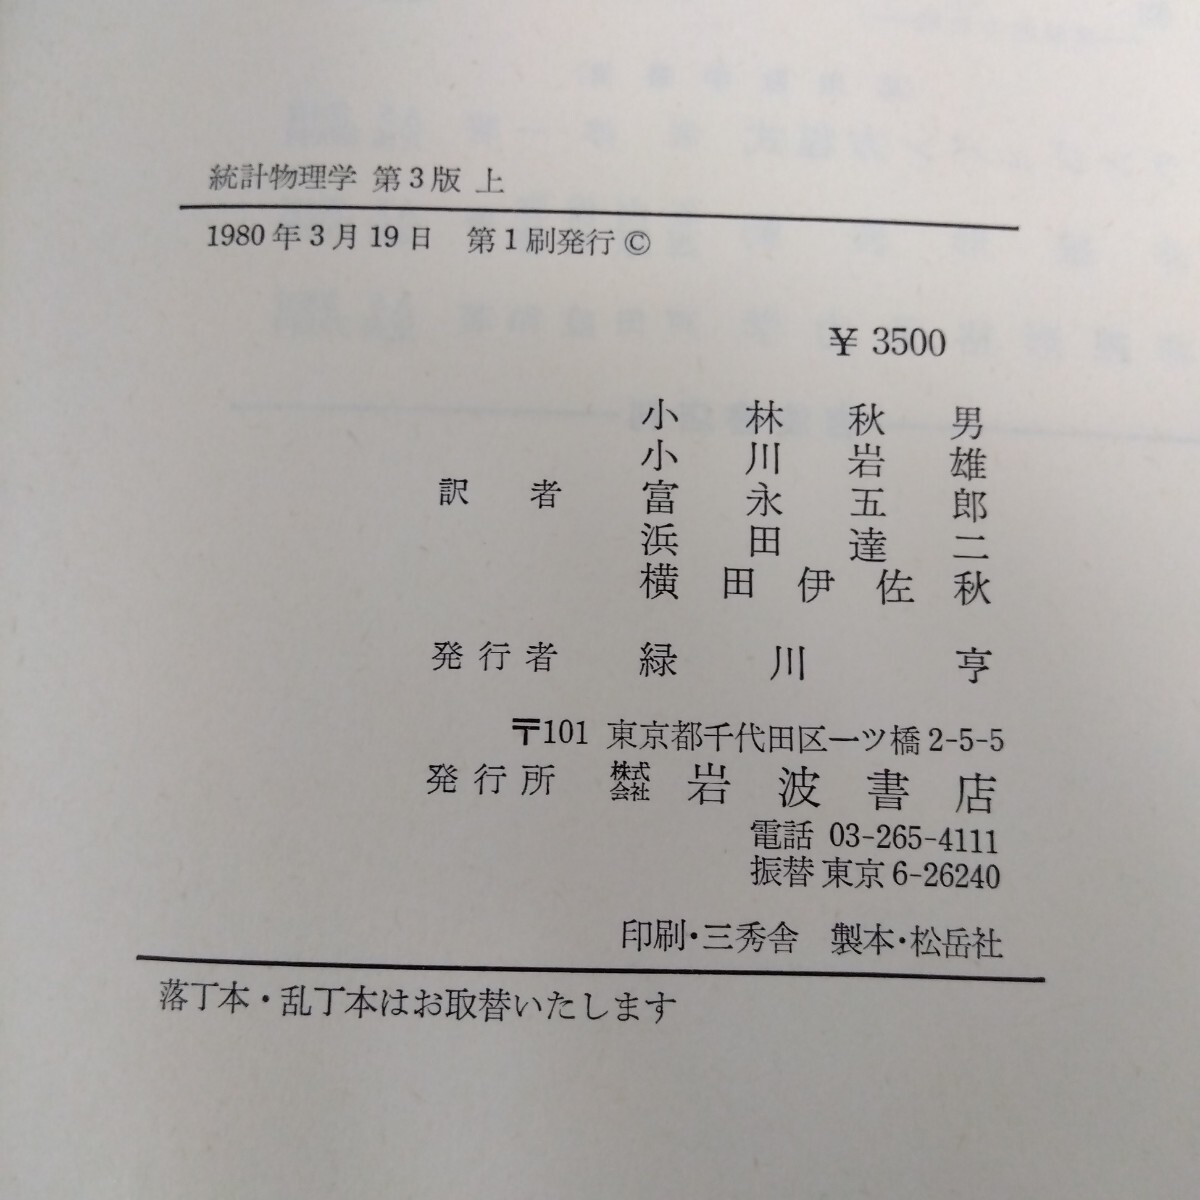 統計物理学 第3版 上
1980年3月19日 第1刷発行©
¥ 3500
小林秋男
小川岩雄
訳者 富永五郎
浜田達二
横田伊佐秋
発行者 緑川亨
〒101 東京都千代田区一ツ橋2-5-5
発行所 株式会社 岩波書店
電話 03-265-4111
振替 東京6-26240
印刷・三秀舎 製本・松岳社
落丁本・乱丁本はお取替いたします